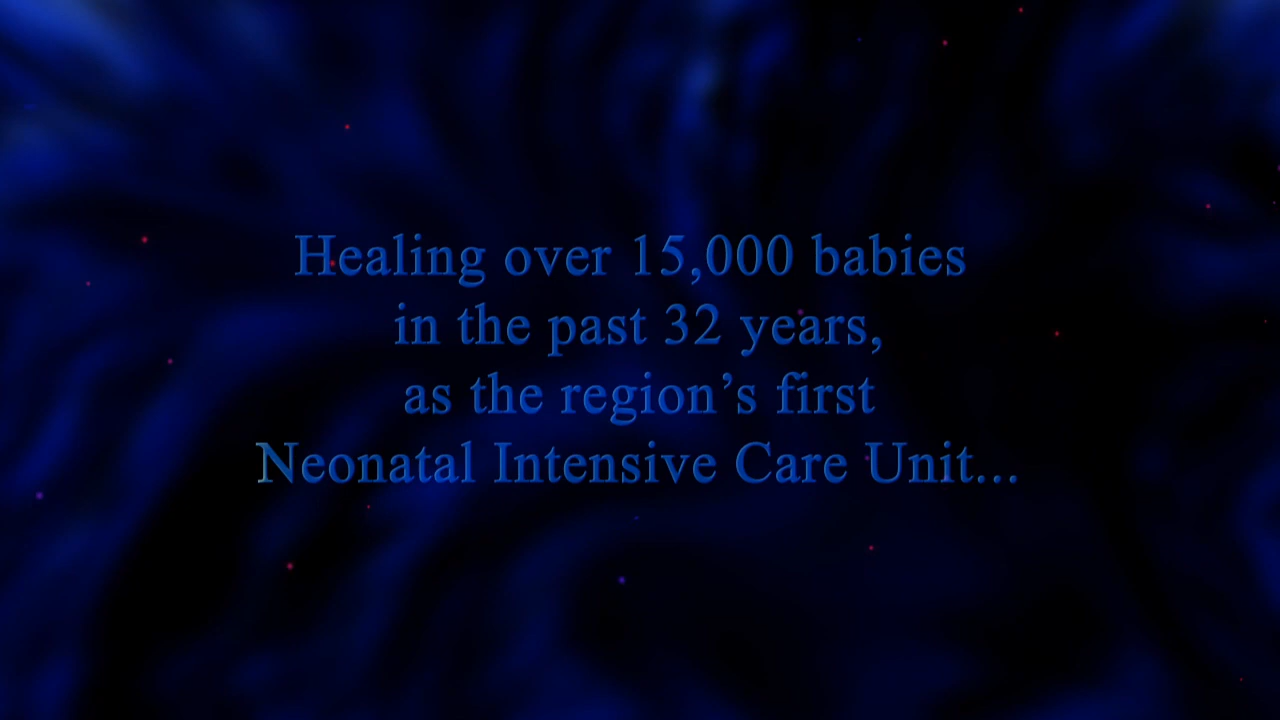 Healing over 15,000 babies
in the past 32 years,
as the region’s first
Neonatal Intensive Care Unit...